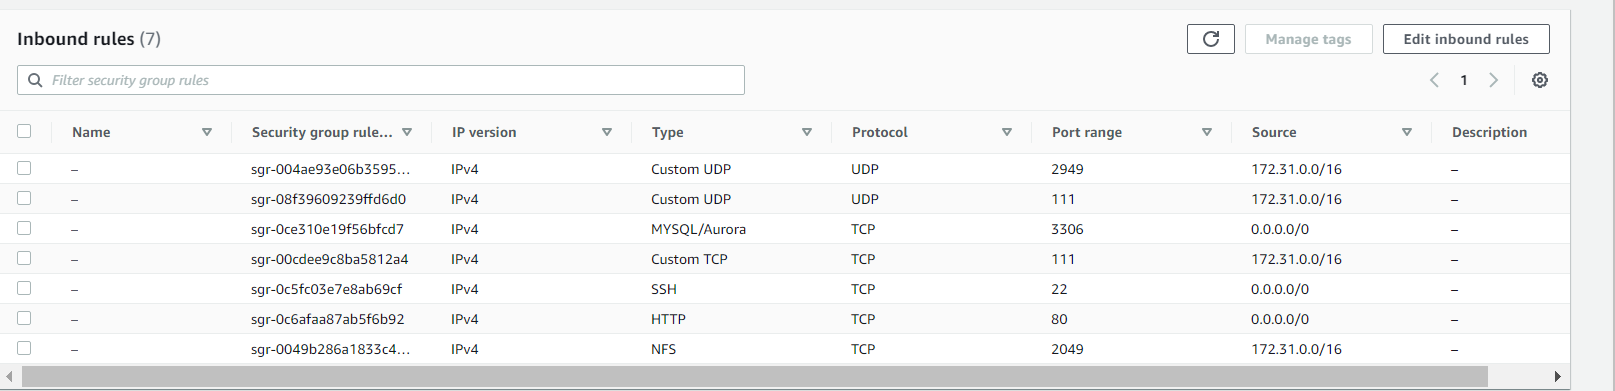 Inbound rules (7)
Manage tags
Edit inbound rules
Filter security group rules
1
Name Security group rule... IP version Type Protocol Port range Source Description
– sgr-004ae93e06b3595... IPv4 Custom UDP UDP 2949 172.31.0.0/16 –
– sgr-08f39609239ffd6d0 IPv4 Custom UDP UDP 111 172.31.0.0/16 –
– sgr-0ce310e19f56bfcd7 IPv4 MYSQL/Aurora TCP 3306 0.0.0.0/0 –
– sgr-00cdee9c8ba5812a4 IPv4 Custom TCP TCP 111 172.31.0.0/16 –
– sgr-0c5fc03e7e8ab69cf IPv4 SSH TCP 22 0.0.0.0/0 –
– sgr-0c6afaa87ab5f6b92 IPv4 HTTP TCP 80 0.0.0.0/0 –
– sgr-0049b286a1833c4... IPv4 NFS TCP 2049 172.31.0.0/16 –